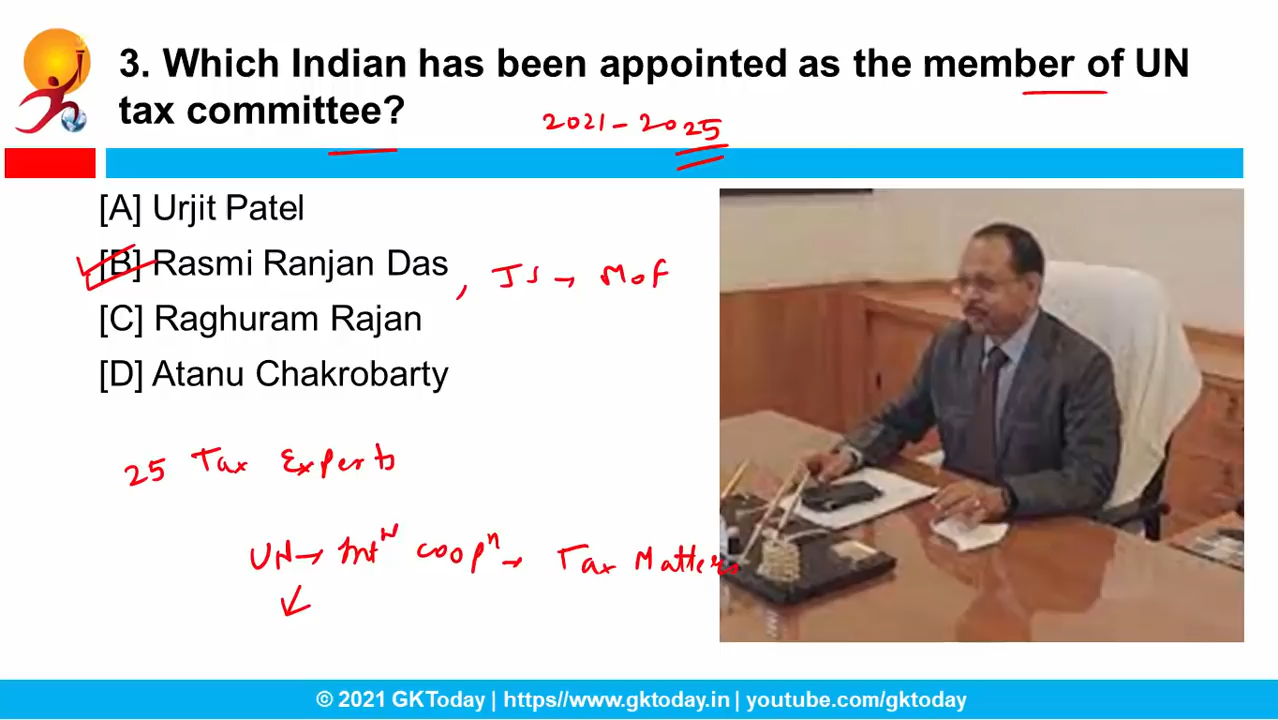 3. Which Indian has been appointed as the member of UN
tax committee?
2021 - 2025
[A] Urjit Patel
[B] Rasmi Ranjan Das
, JS → MoF
[C] Raghuram Rajan
[D] Atanu Chakrobarty
25 Tax Experts
UN → Intᴺ coopⁿ → Tax Matters
© 2021 GKToday | https//www.gktoday.in | youtube.com/gktoday